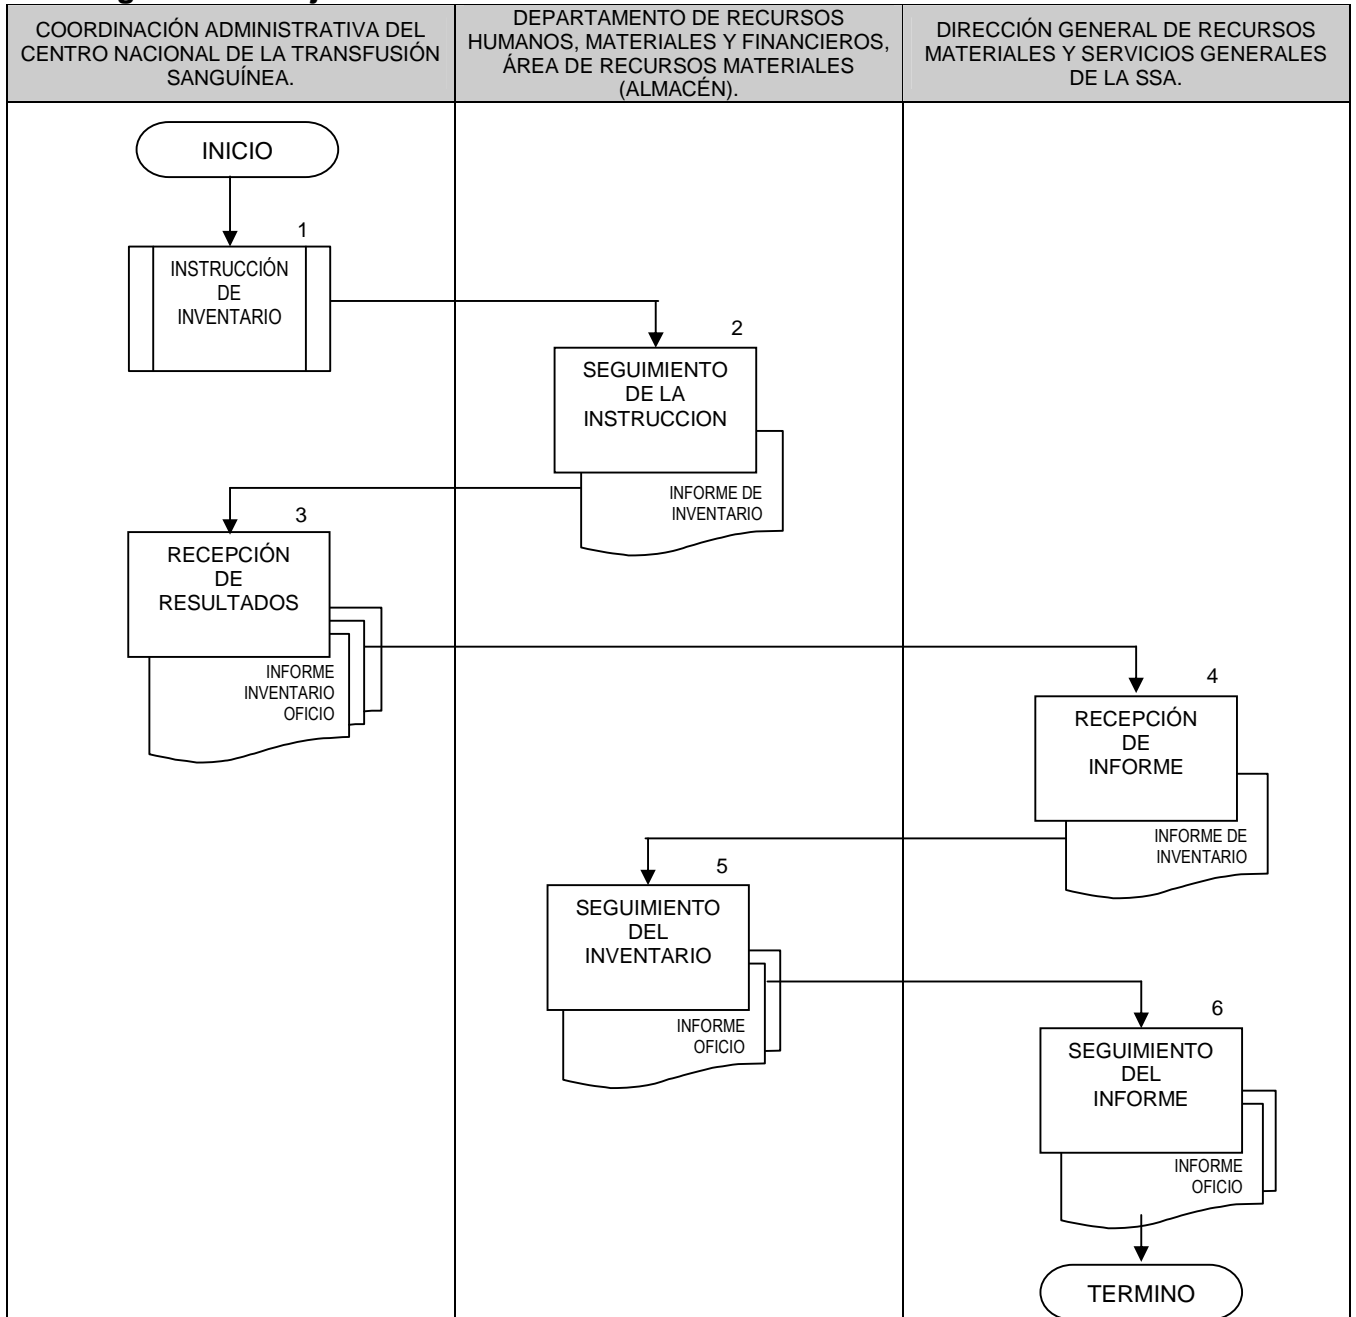 COORDINACIÓN ADMINISTRATIVA DEL
CENTRO NACIONAL DE LA TRANSFUSIÓN
SANGUÍNEA.
DEPARTAMENTO DE RECURSOS
HUMANOS, MATERIALES Y FINANCIEROS,
ÁREA DE RECURSOS MATERIALES
(ALMACÉN).
DIRECCIÓN GENERAL DE RECURSOS
MATERIALES Y SERVICIOS GENERALES
DE LA SSA.
INICIO
1
INSTRUCCIÓN
DE
INVENTARIO
2
SEGUIMIENTO
DE LA
INSTRUCCION
INFORME DE
INVENTARIO
3
RECEPCIÓN
DE
RESULTADOS
INFORME
INVENTARIO
OFICIO
4
RECEPCIÓN
DE
INFORME
INFORME DE
INVENTARIO
5
SEGUIMIENTO
DEL
INVENTARIO
INFORME
OFICIO
6
SEGUIMIENTO
DEL
INFORME
INFORME
OFICIO
TERMINO